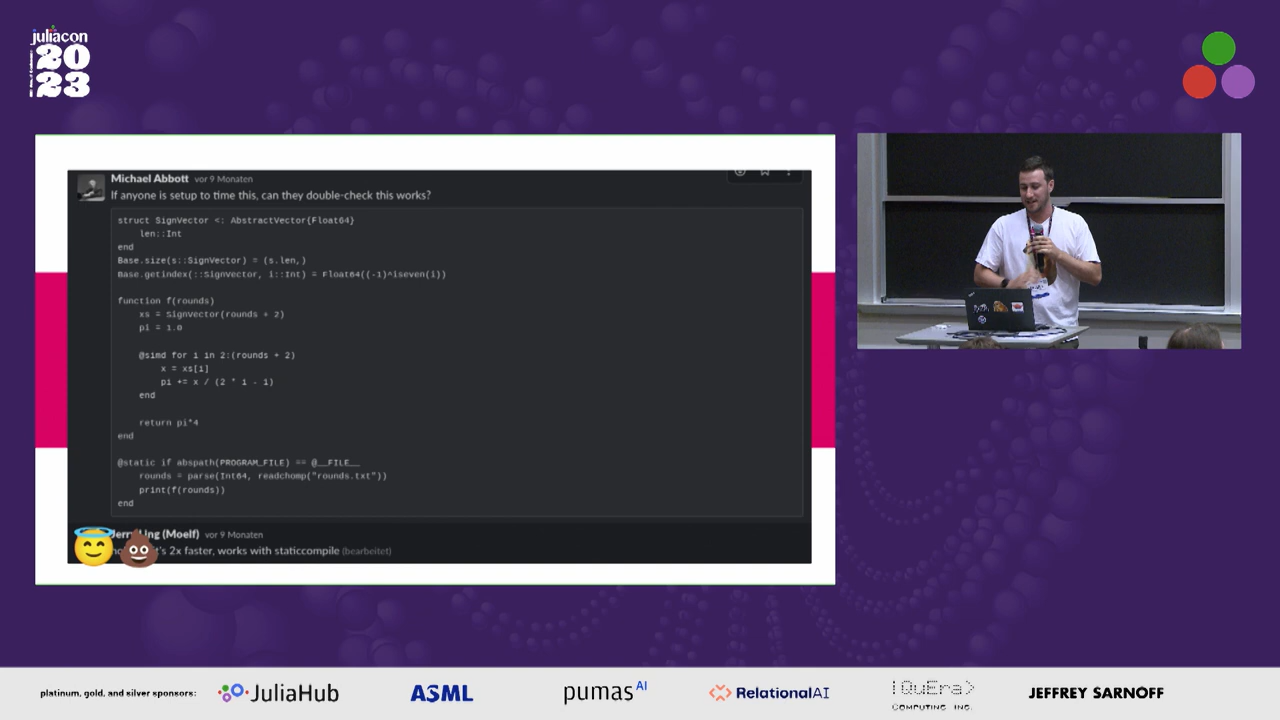 juliacon
2023
Michael Abbott vor 9 Monaten
If anyone is setup to time this, can they double-check this works?
struct SignVector <: AbstractVector{Float64}
    len::Int
end
Base.size(s::SignVector) = (s.len,)
Base.getindex(::SignVector, i::Int) = Float64((-1)^iseven(i))
function f(rounds)
    xs = SignVector(rounds + 2)
    pi = 1.0
    @simd for i in 2:(rounds + 2)
        x = xs[i]
        pi += x / (2 * i - 1)
    end
    return pi*4
end
@static if abspath(PROGRAM_FILE) == @__FILE__
    rounds = parse(Int64, readchomp("rounds.txt"))
    print(f(rounds))
end
Ling (Moelf) vor 9 Monaten
2x faster, works with staticcompile (bearbeitet)
platinum, gold, and silver sponsors:
JuliaHub
ASML
pumasAI
RelationalAI
QuEra>
COMPUTING INC.
JEFFREY SARNOFF